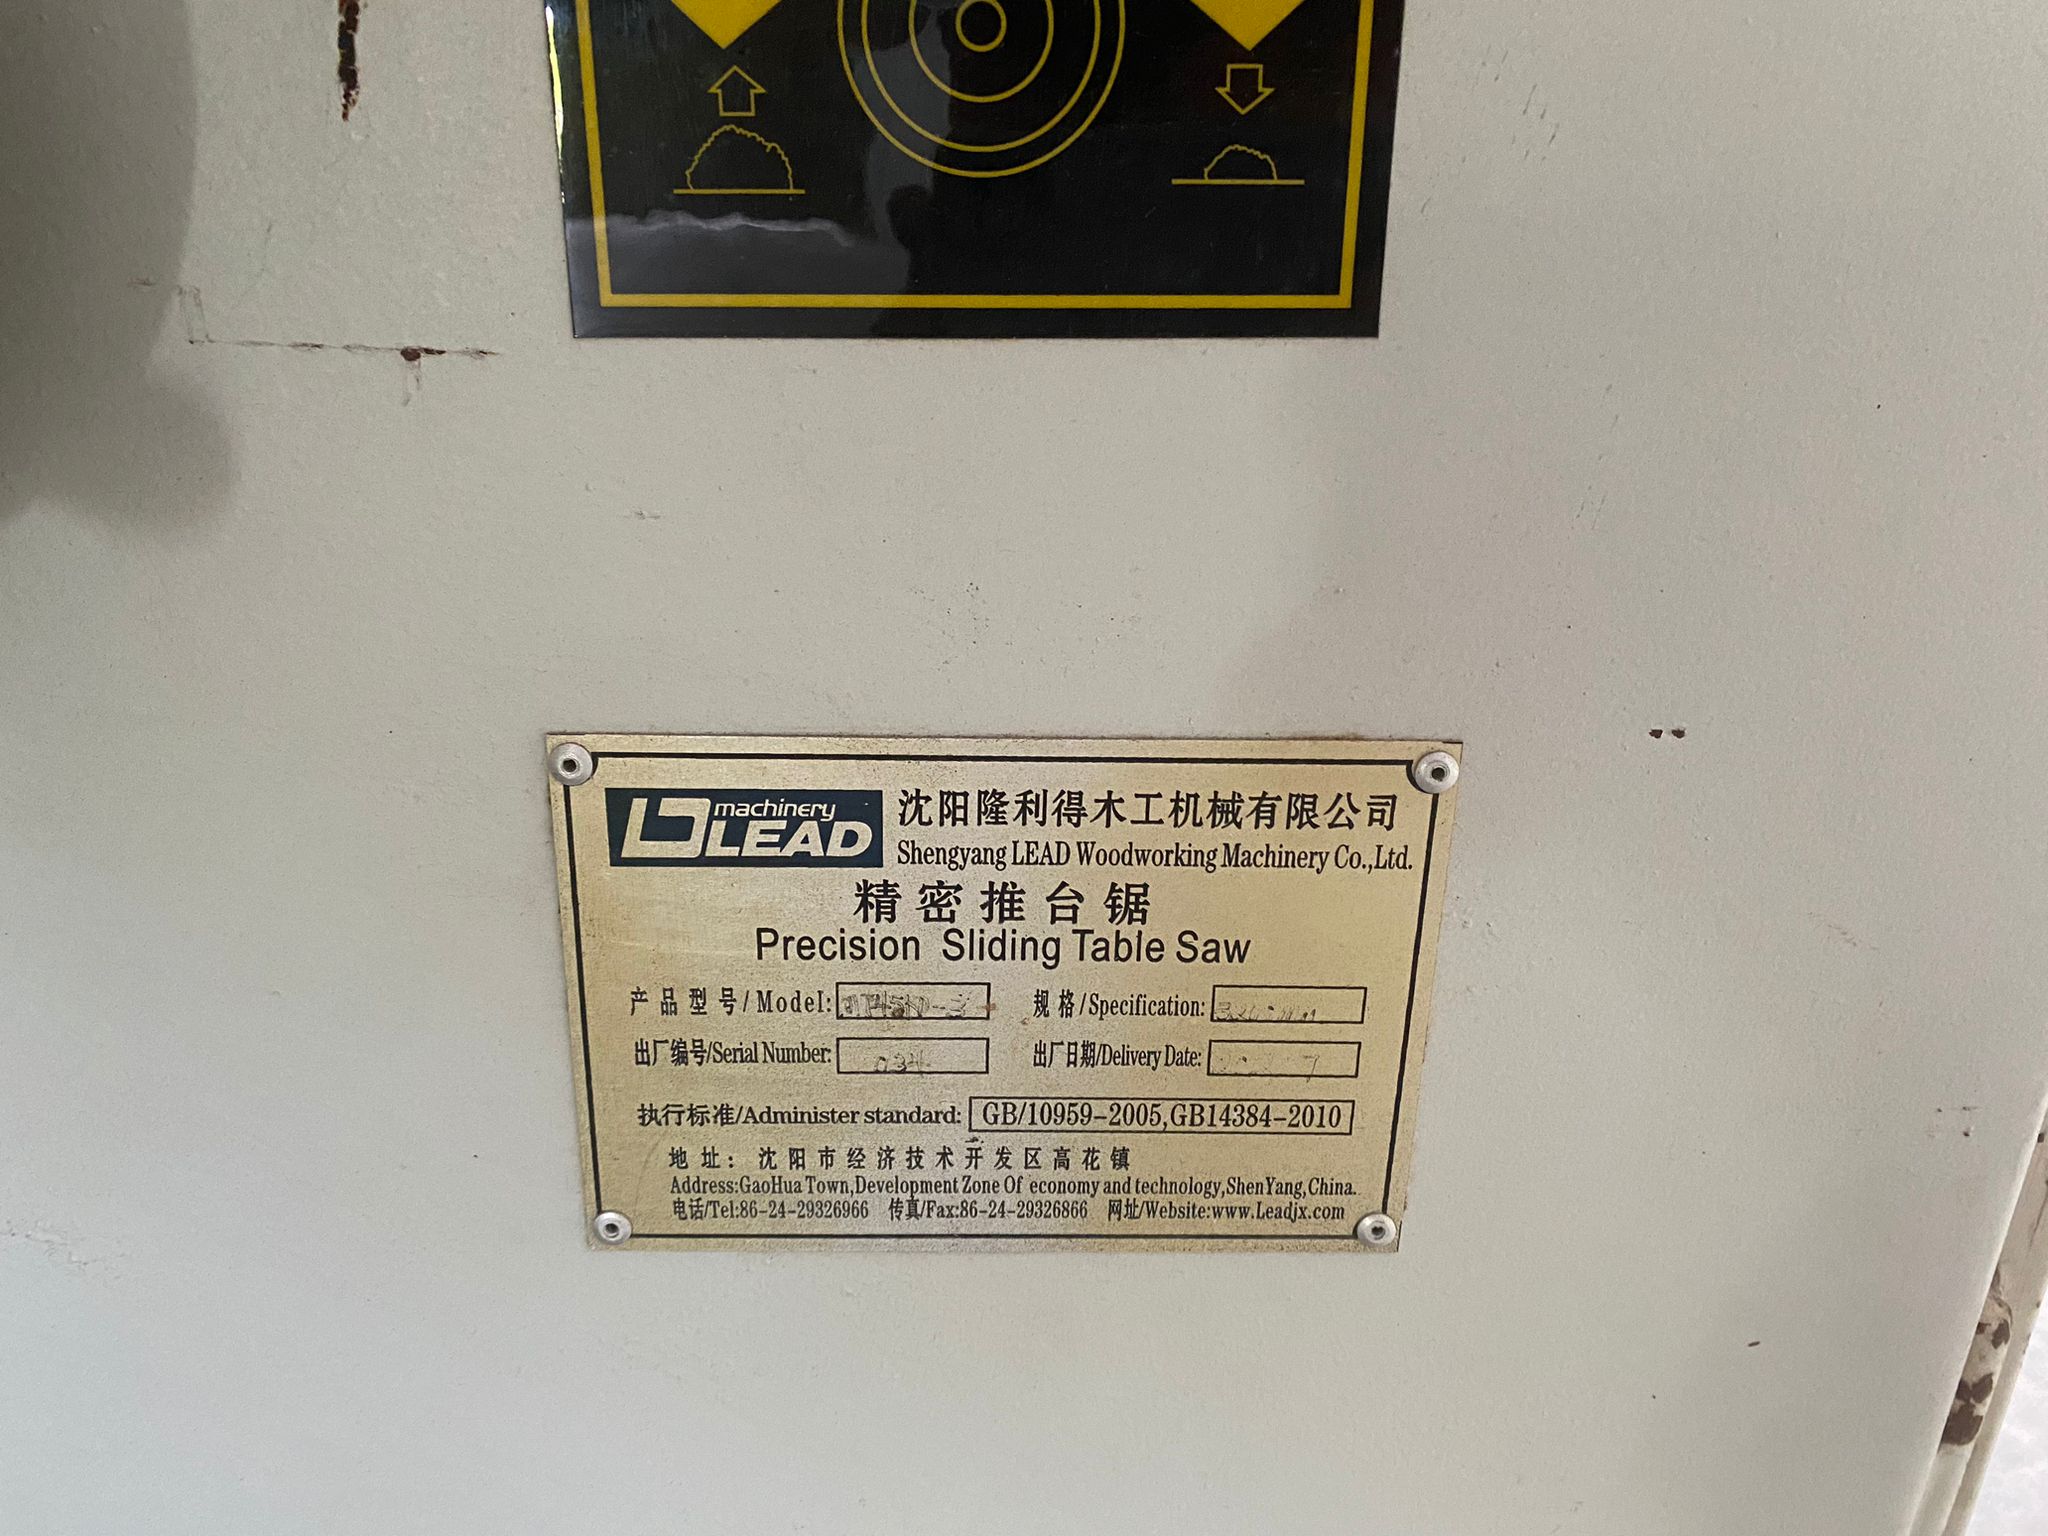 machinery
LEAD
沈阳隆利得木工机械有限公司
Shengyang LEAD Woodworking Machinery Co.,Ltd.
精密推台锯
Precision Sliding Table Saw
产品型号/Model: 规格/Specification:
出厂编号/Serial Number: 034 出厂日期/Delivery Date:
执行标准/Administer standard: GB/10959-2005,GB14384-2010
地址：沈阳市经济技术开发区高花镇
Address:GaoHua Town,Development Zone Of economy and technology,ShenYang,China.
电话/Tel:86-24-29326966 传真/Fax:86-24-29326866 网址/Website:www.Leadjx.com